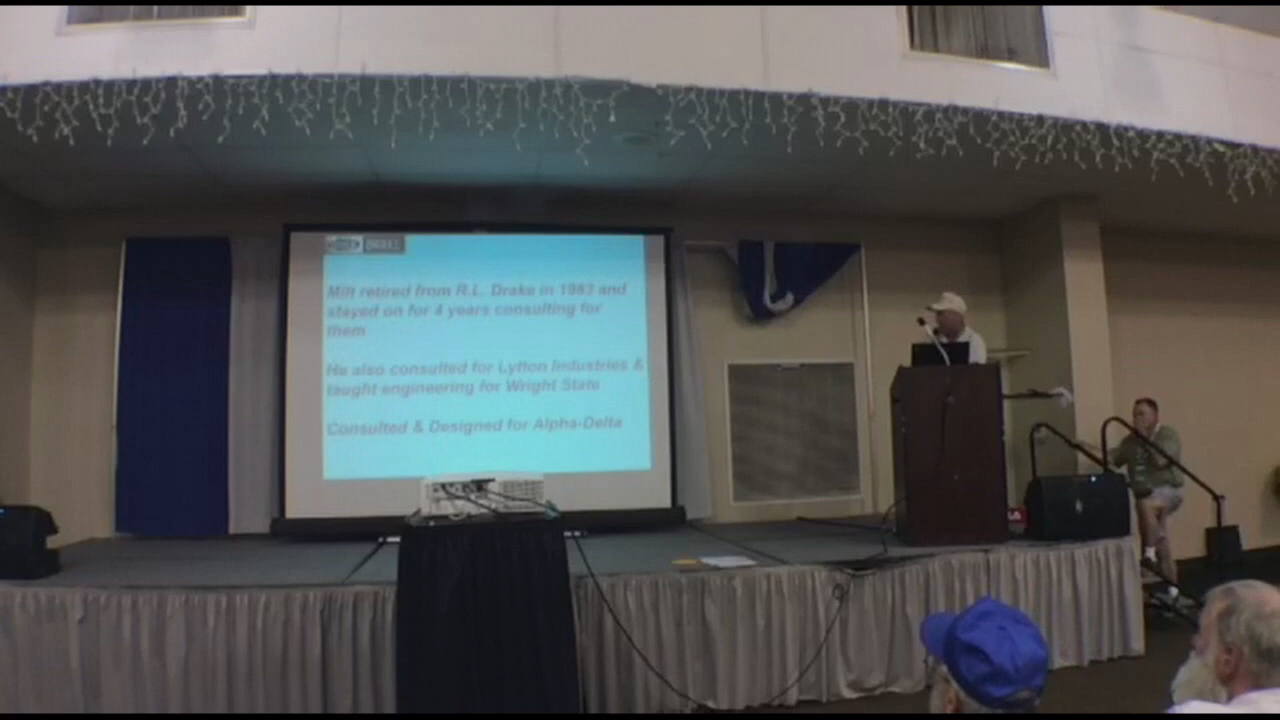 Milt retired from R.L. Drake in 1983 and
stayed on for 4 years consulting for
them
He also consulted for Lytton Industries &
taught engineering for Wright State
Consulted & Designed for Alpha-Delta